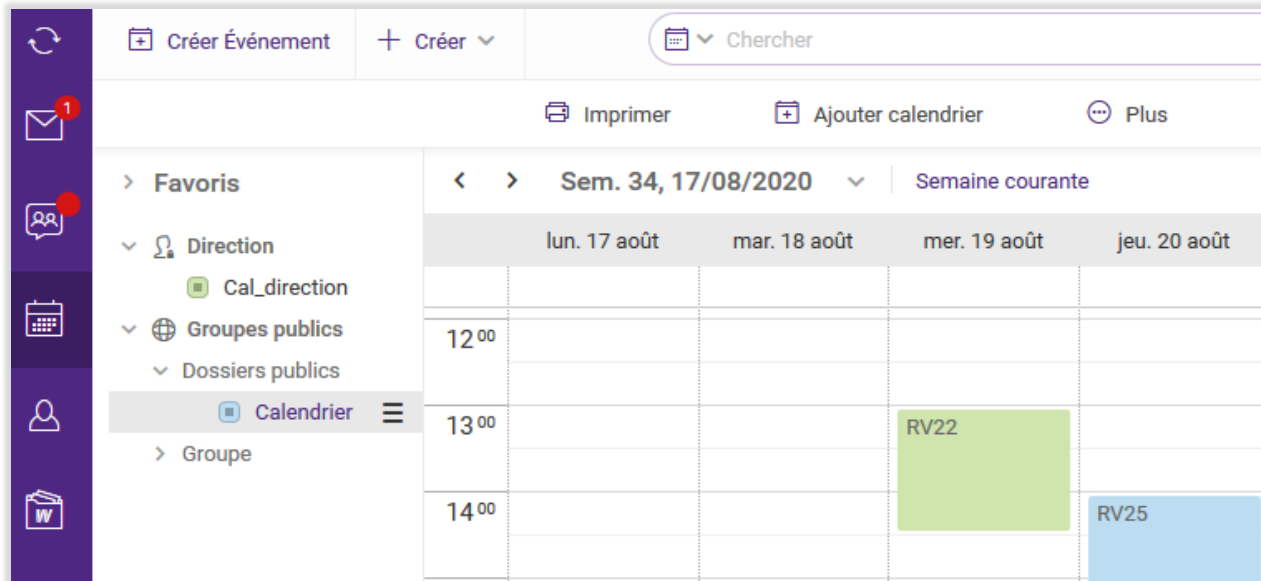 Créer Événement
Créer
Chercher
1
Imprimer
Ajouter calendrier
Plus
Favoris
Sem. 34, 17/08/2020
Semaine courante
Direction
lun. 17 août
mar. 18 août
mer. 19 août
jeu. 20 août
Cal_direction
Groupes publics
12 00
Dossiers publics
Calendrier
13 00
RV22
Groupe
W
14 00
RV25